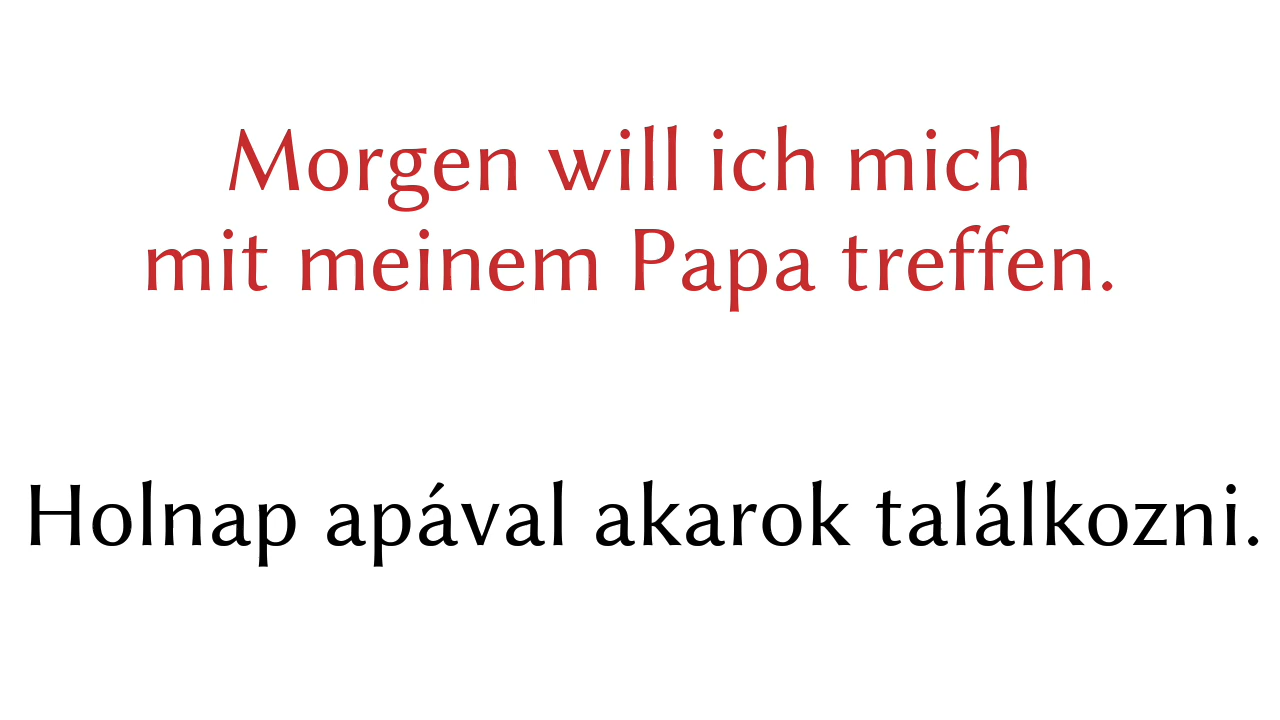 Morgen will ich mich
mit meinem Papa treffen.
Holnap apával akarok találkozni.